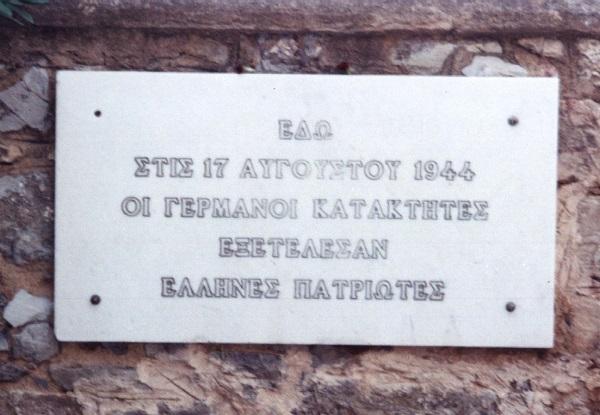 ΕΔΩ
ΣΤΙΣ 17 ΑΥΓΟΥΣΤΟΥ 1944
ΟΙ ΓΕΡΜΑΝΟΙ ΚΑΤΑΚΤΗΤΕΣ
ΕΞΕΤΕΛΕΣΑΝ
ΕΛΛΗΝΕΣ ΠΑΤΡΙΩΤΕΣ